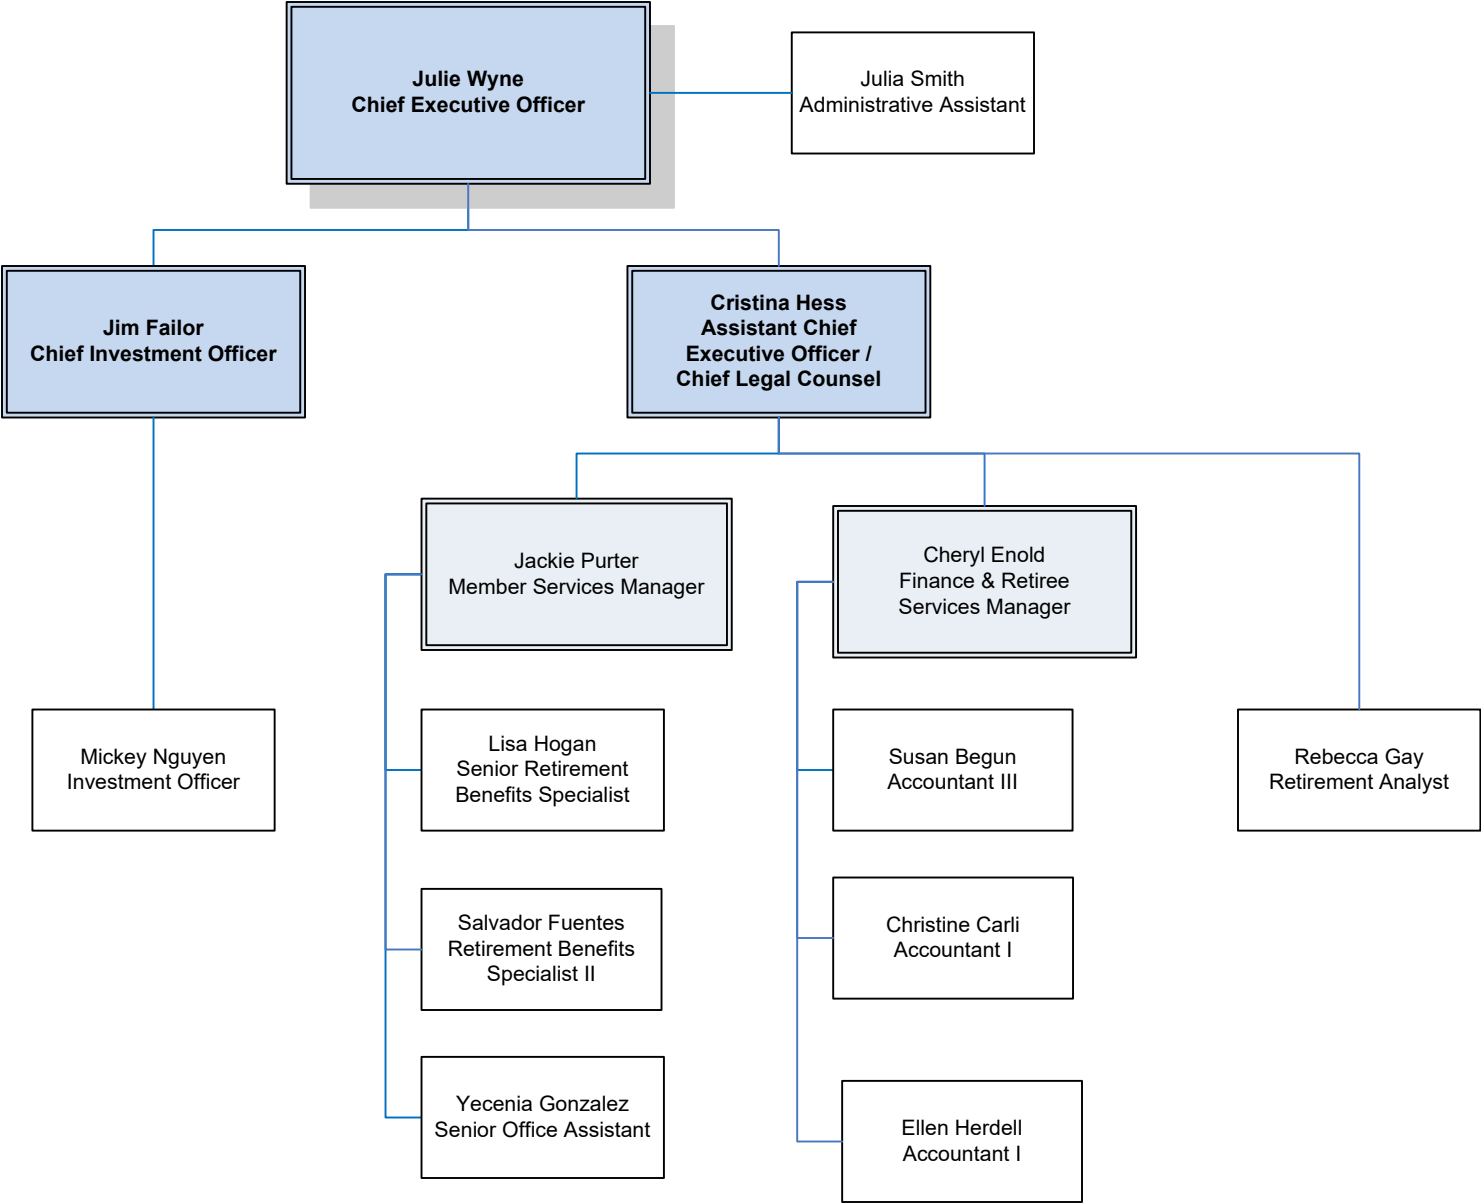 Julie Wyne
Chief Executive Officer
Julia Smith
Administrative Assistant
Jim Failor
Chief Investment Officer
Cristina Hess
Assistant Chief
Executive Officer /
Chief Legal Counsel
Jackie Purter
Member Services Manager
Cheryl Enold
Finance & Retiree
Services Manager
Mickey Nguyen
Investment Officer
Lisa Hogan
Senior Retirement
Benefits Specialist
Susan Begun
Accountant III
Rebecca Gay
Retirement Analyst
Salvador Fuentes
Retirement Benefits
Specialist II
Christine Carli
Accountant I
Yecenia Gonzalez
Senior Office Assistant
Ellen Herdell
Accountant I